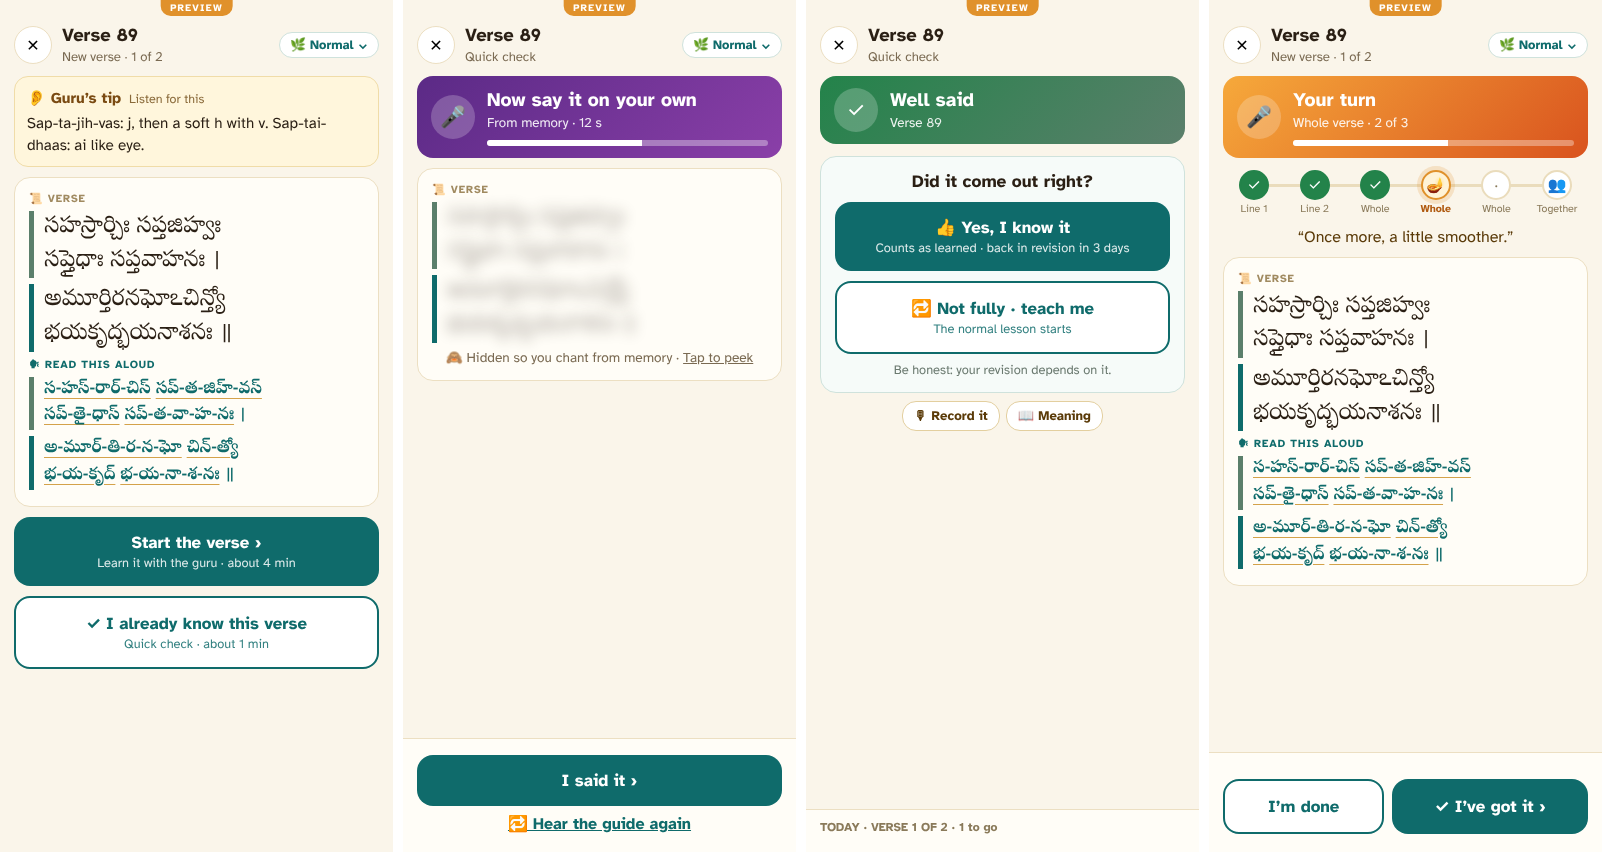 PREVIEW
✕
Verse 89
New verse · 1 of 2
🌿 Normal ⌄
👂 Guru's tip Listen for this
Sap-ta-jih-vas: j, then a soft h with v. Sap-tai-
dhaas: ai like eye.
📜 VERSE
సహస్రార్చిః సప్తజిహ్వః
సప్తైధాః సప్తవాహనః |
అమూర్తిరనఘోఽచిన్త్యో
భయకృద్భయనాశనః ||
🗣 READ THIS ALOUD
స-హస్-రార్-చిస్ సప్-త-జిహ్-వస్
సప్-తై-ధాస్ సప్-త-వా-హ-నః |
అ-మూర్-తి-ర-న-ఘో చిన్-త్యో
భ-య-కృద్ భ-య-నా-శ-నః ||
Start the verse ›
Learn it with the guru · about 4 min
✓ I already know this verse
Quick check · about 1 min
PREVIEW
✕
Verse 89
Quick check
🌿 Normal ⌄
🎤 Now say it on your own
From memory · 12 s
📜 VERSE
🙈 Hidden so you chant from memory · Tap to peek
I said it ›
🔁 Hear the guide again
PREVIEW
✕
Verse 89
Quick check
✓ Well said
Verse 89
Did it come out right?
👍 Yes, I know it
Counts as learned · back in revision in 3 days
🔁 Not fully · teach me
The normal lesson starts
Be honest: your revision depends on it.
🎙 Record it 📖 Meaning
TODAY · VERSE 1 OF 2 · 1 to go
PREVIEW
✕
Verse 89
New verse · 1 of 2
🌿 Normal ⌄
🎤 Your turn
Whole verse · 2 of 3
Line 1 Line 2 Whole Whole Whole Together
“Once more, a little smoother.”
📜 VERSE
సహస్రార్చిః సప్తజిహ్వః
సప్తైధాః సప్తవాహనః |
అమూర్తిరనఘోఽచిన్త్యో
భయకృద్భయనాశనః ||
🗣 READ THIS ALOUD
స-హస్-రార్-చిస్ సప్-త-జిహ్-వస్
సప్-తై-ధాస్ సప్-త-వా-హ-నః |
అ-మూర్-తి-ర-న-ఘో చిన్-త్యో
భ-య-కృద్ భ-య-నా-శ-నః ||
I'm done
✓ I've got it ›